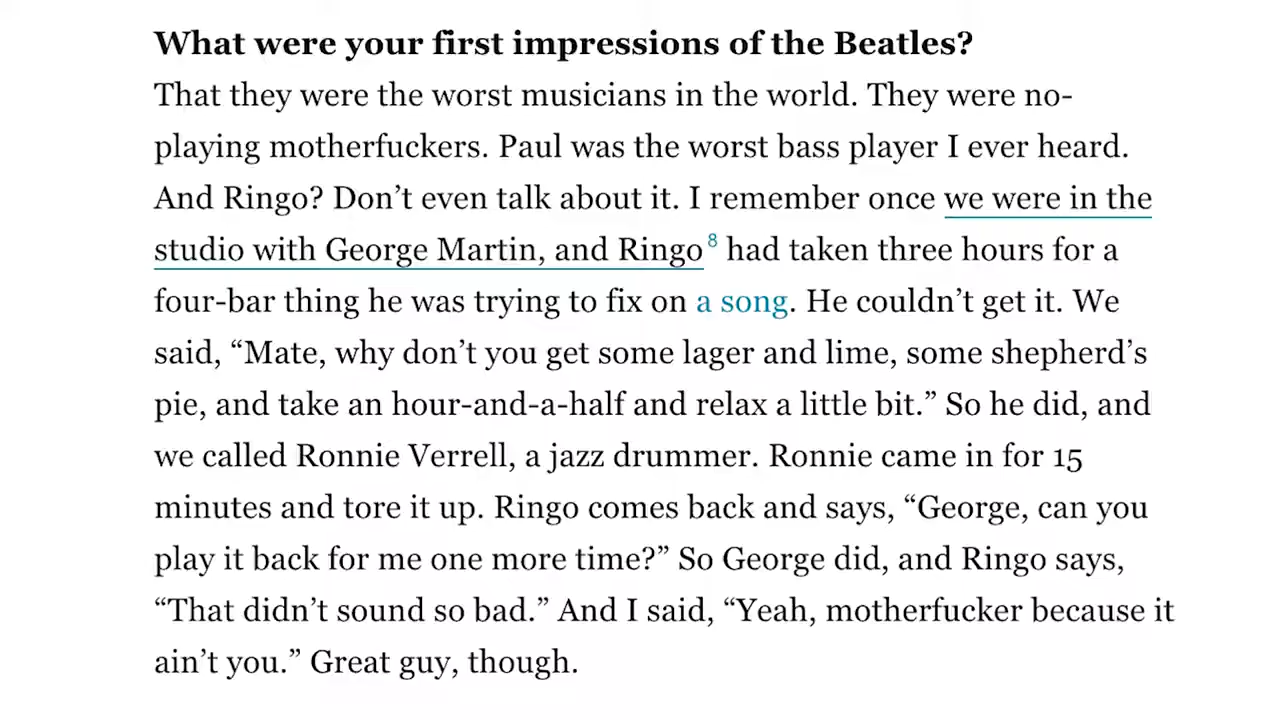 What were your first impressions of the Beatles?
That they were the worst musicians in the world. They were no-
playing motherfuckers. Paul was the worst bass player I ever heard.
And Ringo? Don’t even talk about it. I remember once we were in the
studio with George Martin, and Ringo8 had taken three hours for a
four-bar thing he was trying to fix on a song. He couldn’t get it. We
said, “Mate, why don’t you get some lager and lime, some shepherd’s
pie, and take an hour-and-a-half and relax a little bit.” So he did, and
we called Ronnie Verrell, a jazz drummer. Ronnie came in for 15
minutes and tore it up. Ringo comes back and says, “George, can you
play it back for me one more time?” So George did, and Ringo says,
“That didn’t sound so bad.” And I said, “Yeah, motherfucker because it
ain’t you.” Great guy, though.